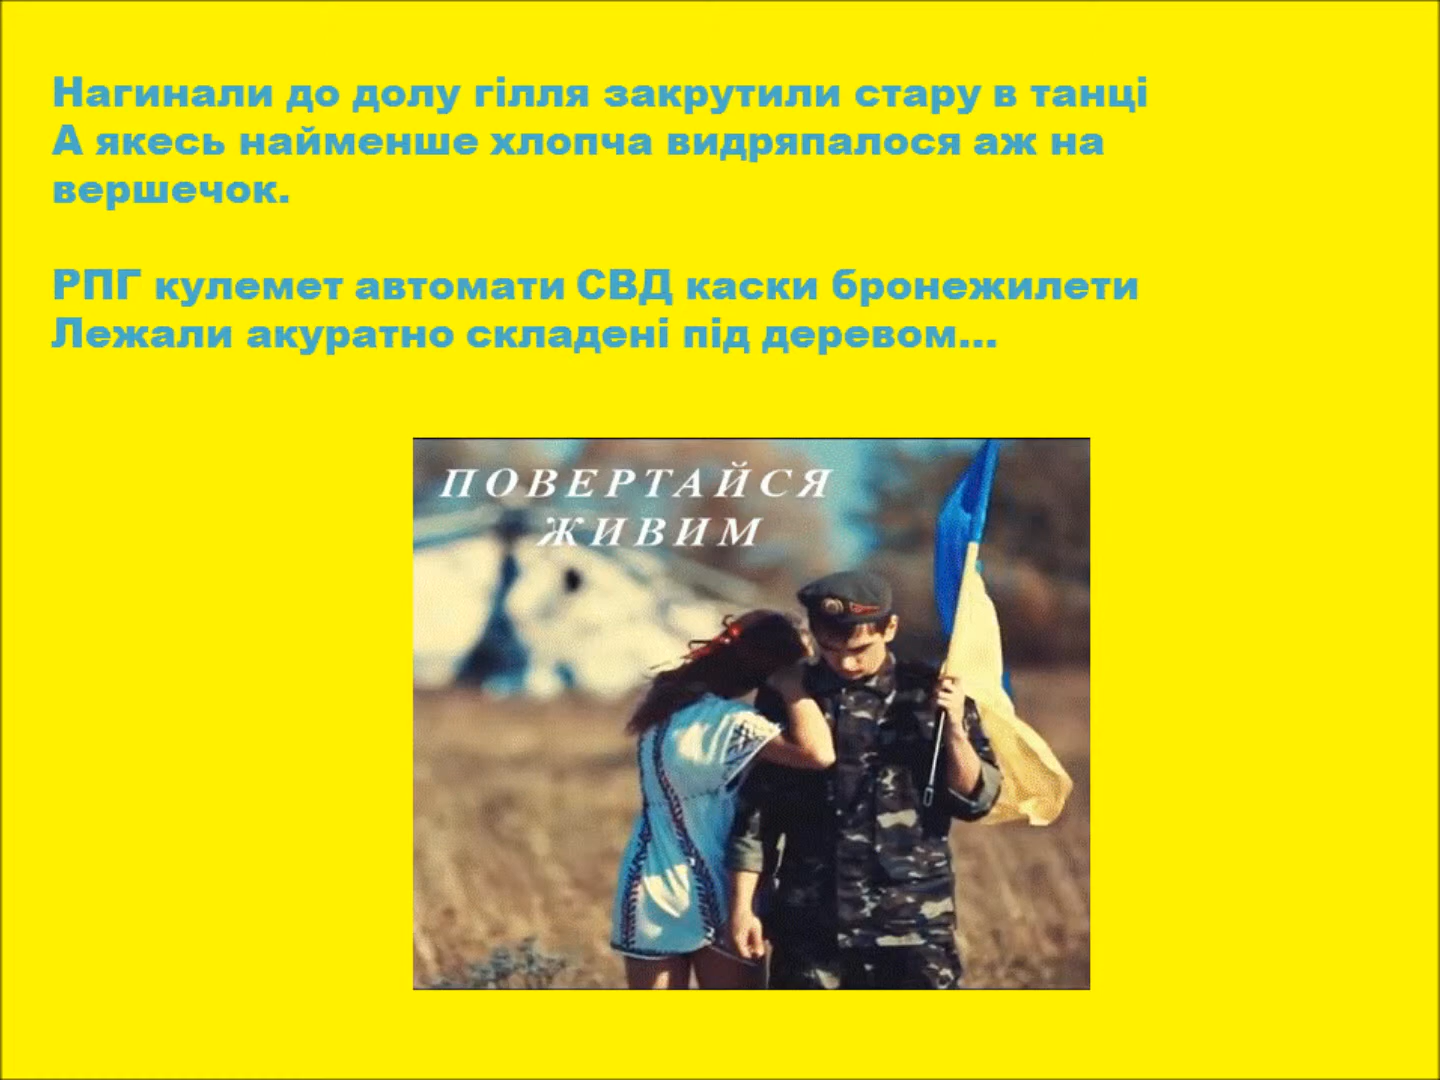 Нагинали до долу гілля закрутили стару в танці
А якесь найменше хлопча видряпалося аж на
вершечок.
РПГ кулемет автомати СВД каски бронежилети
Лежали акуратно складені під деревом...
ПОВЕРТАЙСЯ
ЖИВИМ